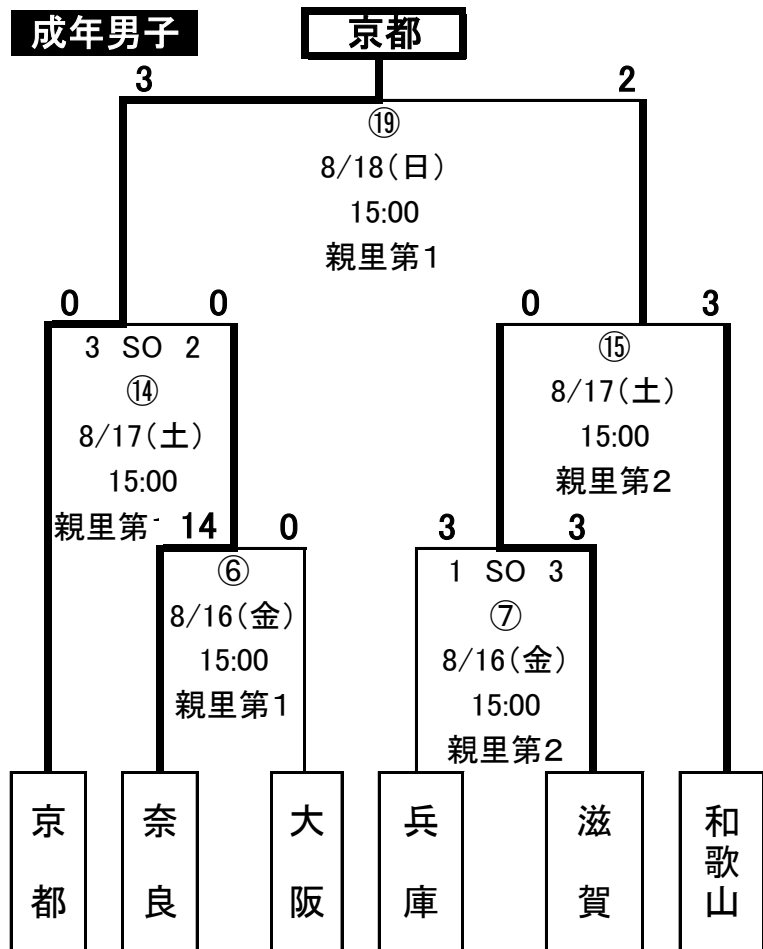 成年男子
京都
3 2
⑲
8/18(日)
15:00
親里第1
0 0
3 SO 2
⑭
8/17(土)
15:00
親里第
0 3
⑮
8/17(土)
15:00
親里第2
14 0
⑥
8/16(金)
15:00
親里第1
3 3
1 SO 3
⑦
8/16(金)
15:00
親里第2
京都
奈良
大阪
兵庫
滋賀
和歌山